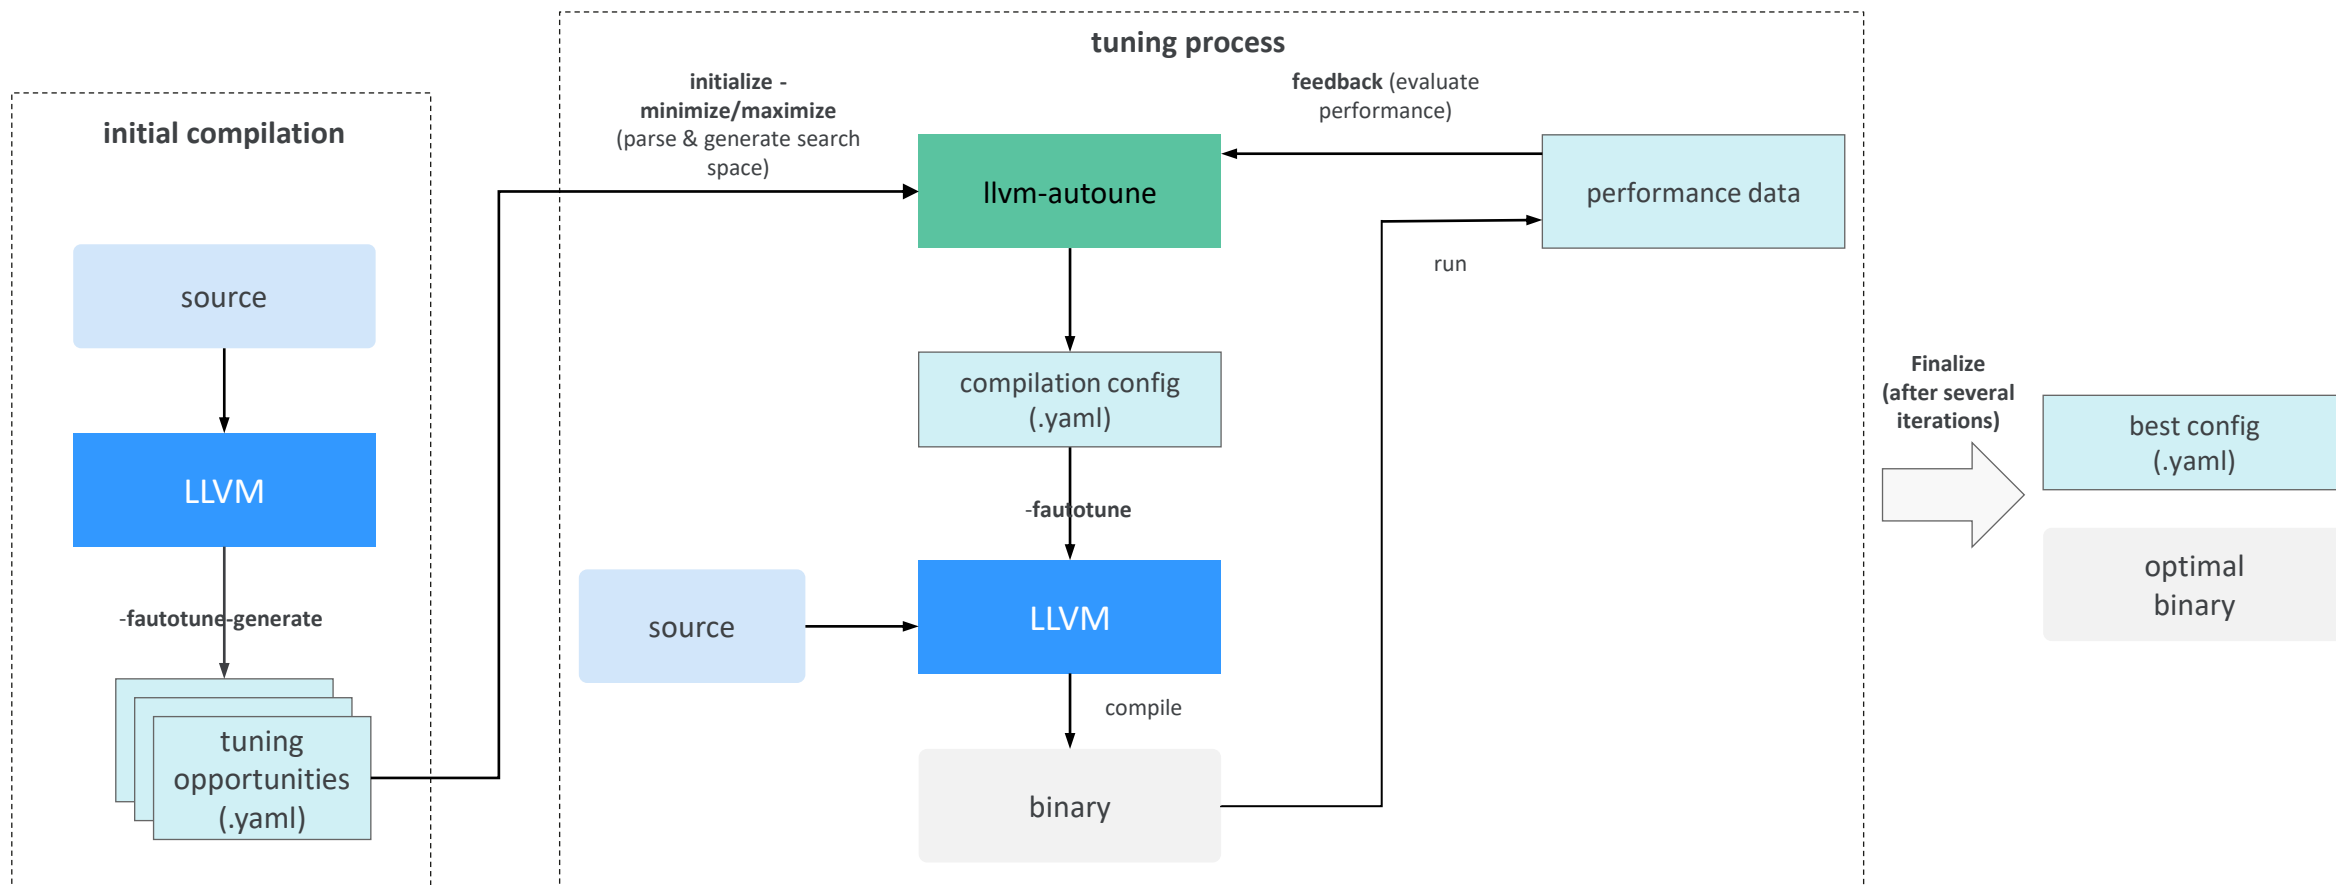 initial compilation
source
LLVM
-fautotune-generate
tuning
opportunities
(.yaml)
tuning process
initialize -
minimize/maximize
(parse & generate search
space)
feedback (evaluate
performance)
llvm-autoune
performance data
run
compilation config
(.yaml)
-fautotune
source
LLVM
compile
binary
Finalize
(after several
iterations)
best config
(.yaml)
optimal
binary